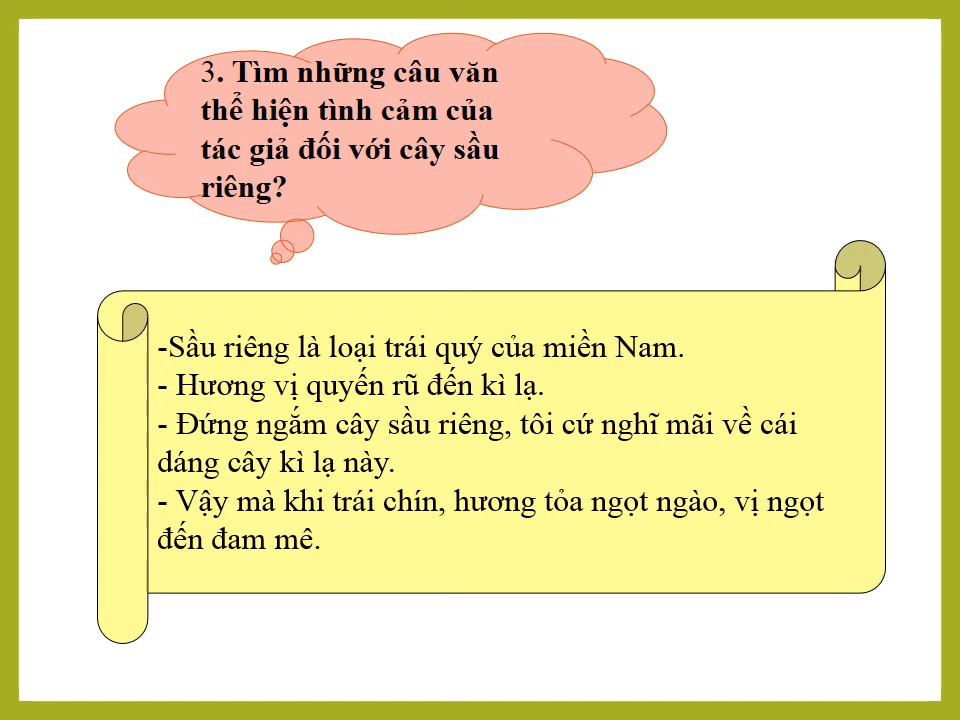 3. Tìm những câu văn
thể hiện tình cảm của
tác giả đối với cây sầu
riêng?
-Sầu riêng là loại trái quý của miền Nam.
- Hương vị quyến rũ đến kì lạ.
- Đứng ngắm cây sầu riêng, tôi cứ nghĩ mãi về cái
dáng cây kì lạ này.
- Vậy mà khi trái chín, hương tỏa ngọt ngào, vị ngọt
đến đam mê.